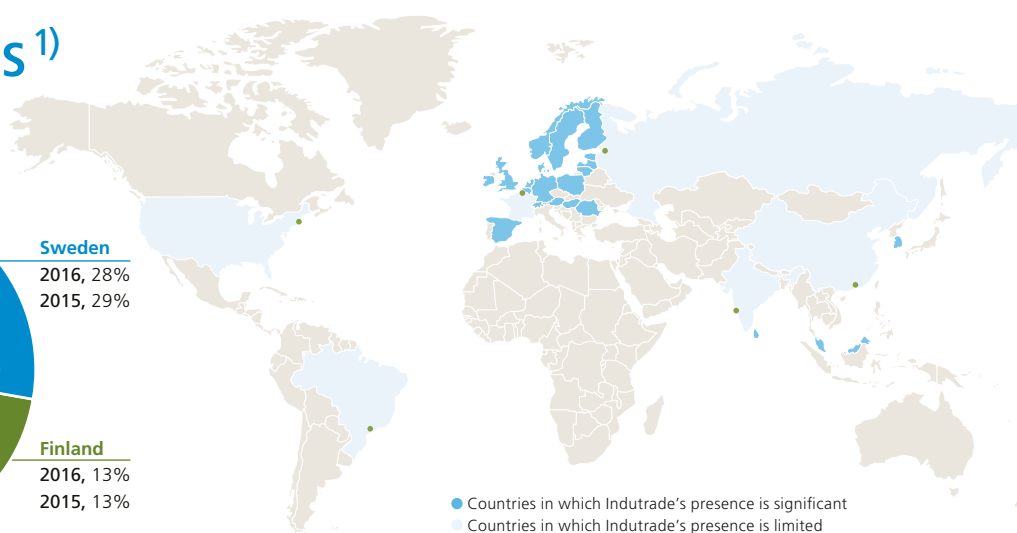 s 1)
Sweden
2016, 28%
2015, 29%
Finland
2016, 13%
2015, 13%
Countries in which Indutrade's presence is significant
Countries in which Indutrade's presence is limited